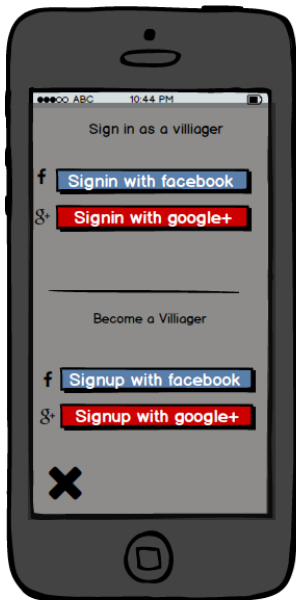 ABC 10:44 PM
Sign in as a villiager
f Signin with facebook
g+ Signin with google+
Become a Villiager
f Signup with facebook
g+ Signup with google+